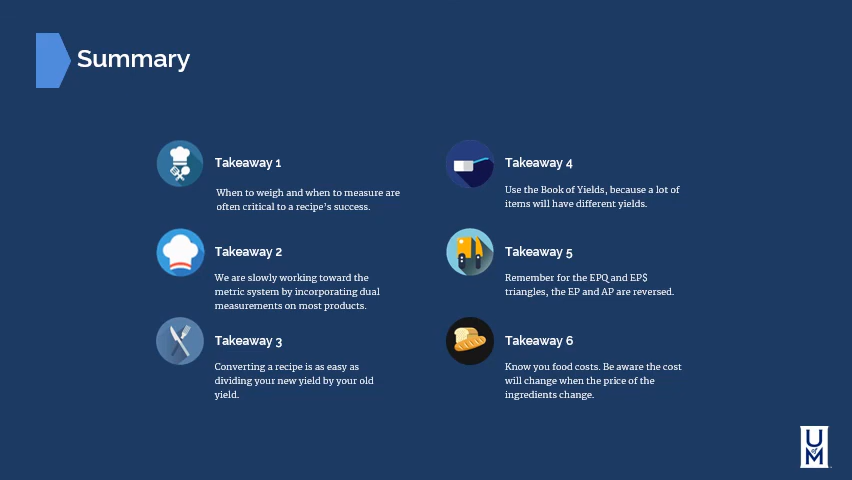 Summary
Takeaway 1
When to weigh and when to measure are
often critical to a recipe's success.
Takeaway 2
We are slowly working toward the
metric system by incorporating dual
measurements on most products.
Takeaway 3
Converting a recipe is as easy as
dividing your new yield by your old
yield.
Takeaway 4
Use the Book of Yields, because a lot of
items will have different yields.
Takeaway 5
Remember for the EPQ and EP$
triangles, the EP and AP are reversed.
Takeaway 6
Know you food costs. Be aware the cost
will change when the price of the
ingredients change.
U
of
M